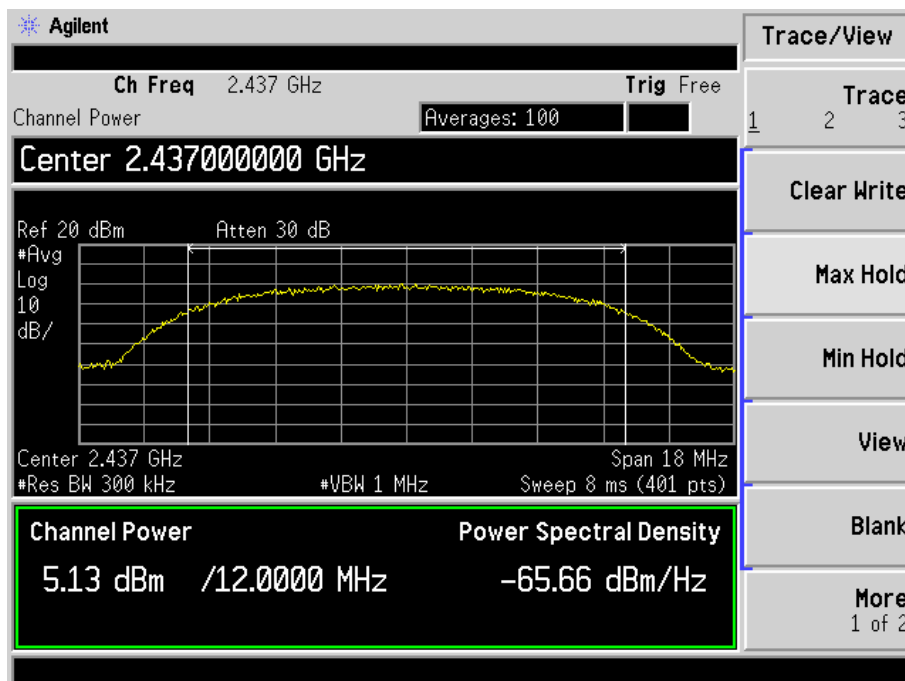 Agilent
Trace/View
Ch Freq 2.437 GHz Trig Free
Channel Power Averages: 100
Trace
1 2 3
Center 2.437000000 GHz
Clear Write
Ref 20 dBm Atten 30 dB
#Avg
Log
10
dB/
Max Hold
Min Hold
View
Center 2.437 GHz Span 18 MHz
#Res BW 300 kHz #VBW 1 MHz Sweep 8 ms (401 pts)
Channel Power Power Spectral Density
5.13 dBm /12.0000 MHz -65.66 dBm/Hz
Blank
More
1 of 2